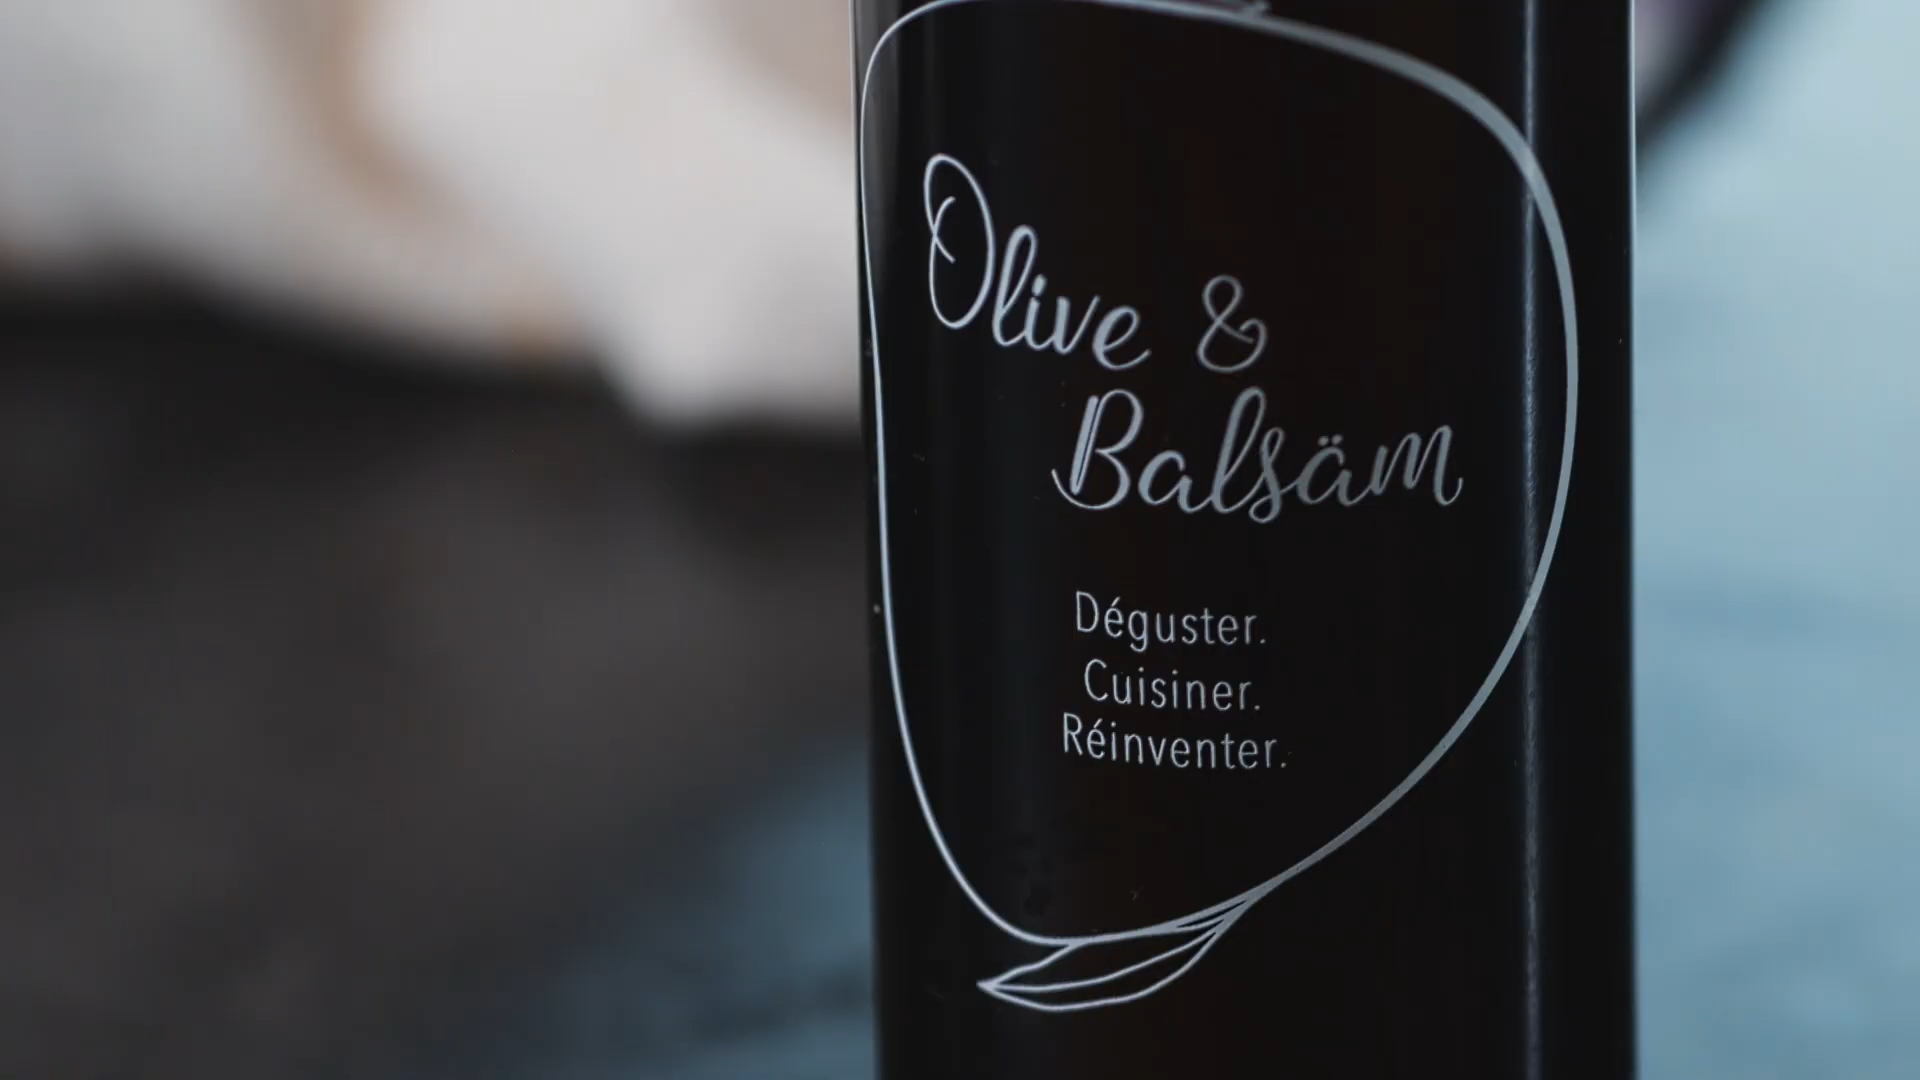 Olive &
Balsäm
Déguster.
Cuisiner.
Réinventer.